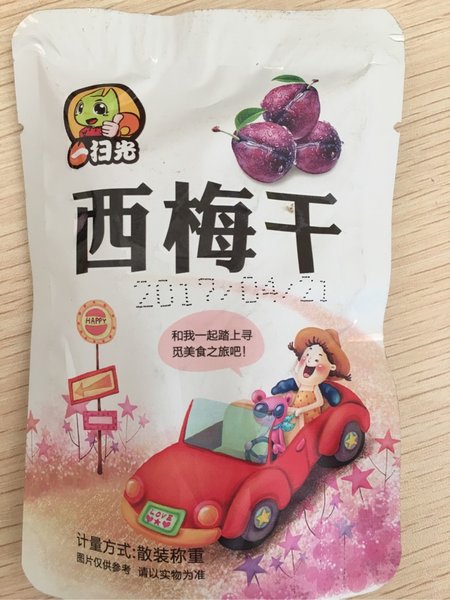 一扫光
西梅干
2017/04/21
HAPPY
和我一起踏上寻
觅美食之旅吧！
LOVE
计量方式:散装称重
图片仅供参考 请以实物为准